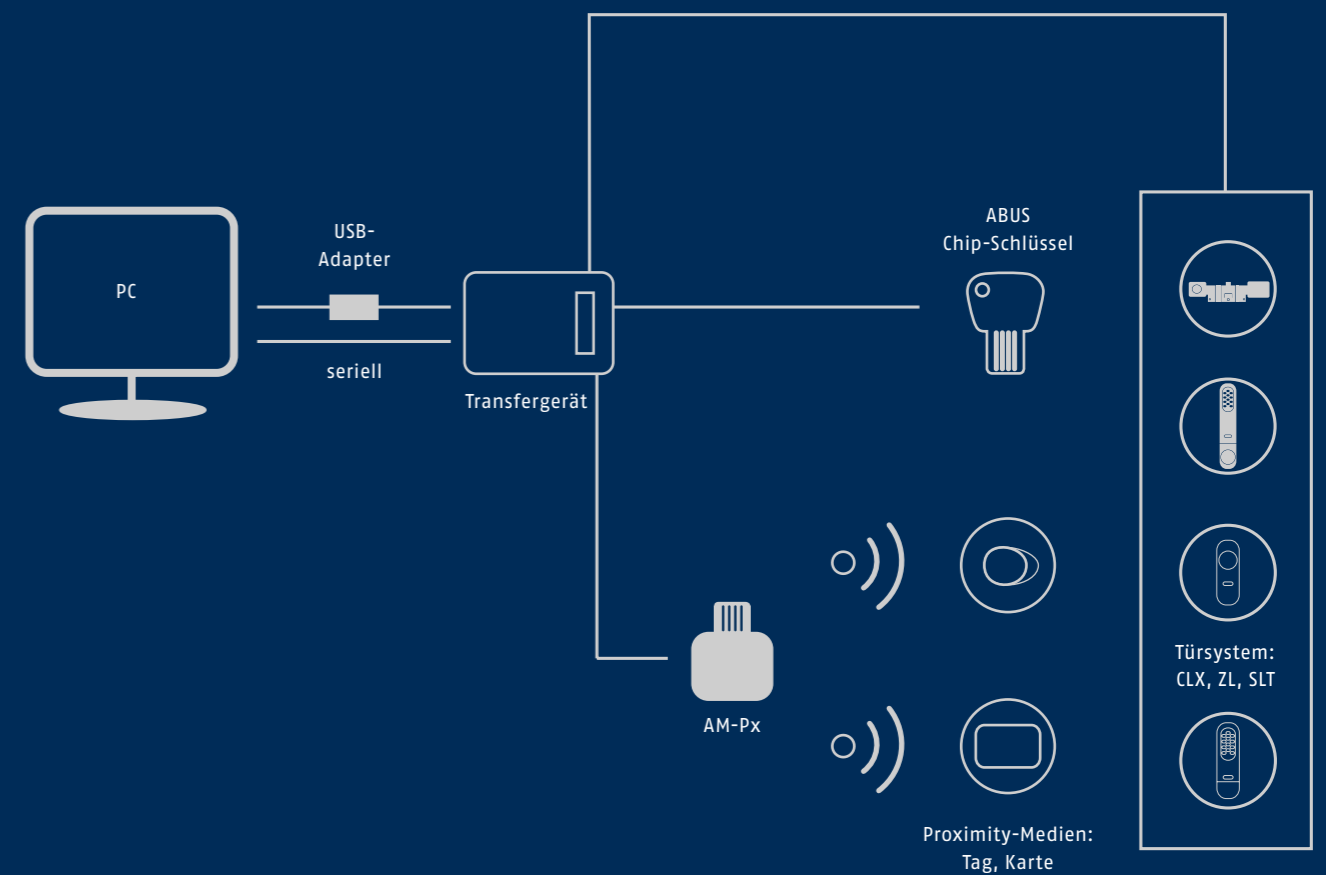 PC
USB-
Adapter
seriell
Transfergerät
ABUS
Chip-Schlüssel
AM-Px
Proximity-Medien:
Tag, Karte
Türsystem:
CLX, ZL, SLT